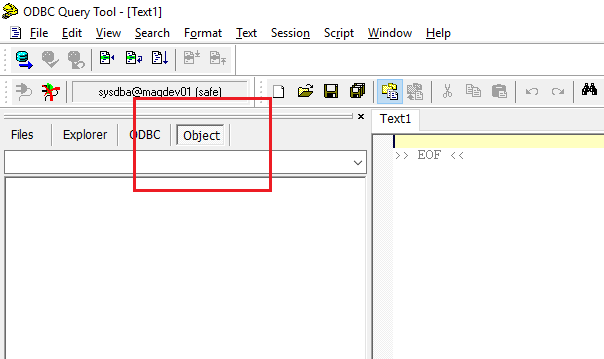 ODBC Query Tool - [Text1]
File Edit View Search Format Text Session Script Window Help
sysdba@maqdev01 (safe)
Files Explorer ODBC Object
Text1
>> EOF <<